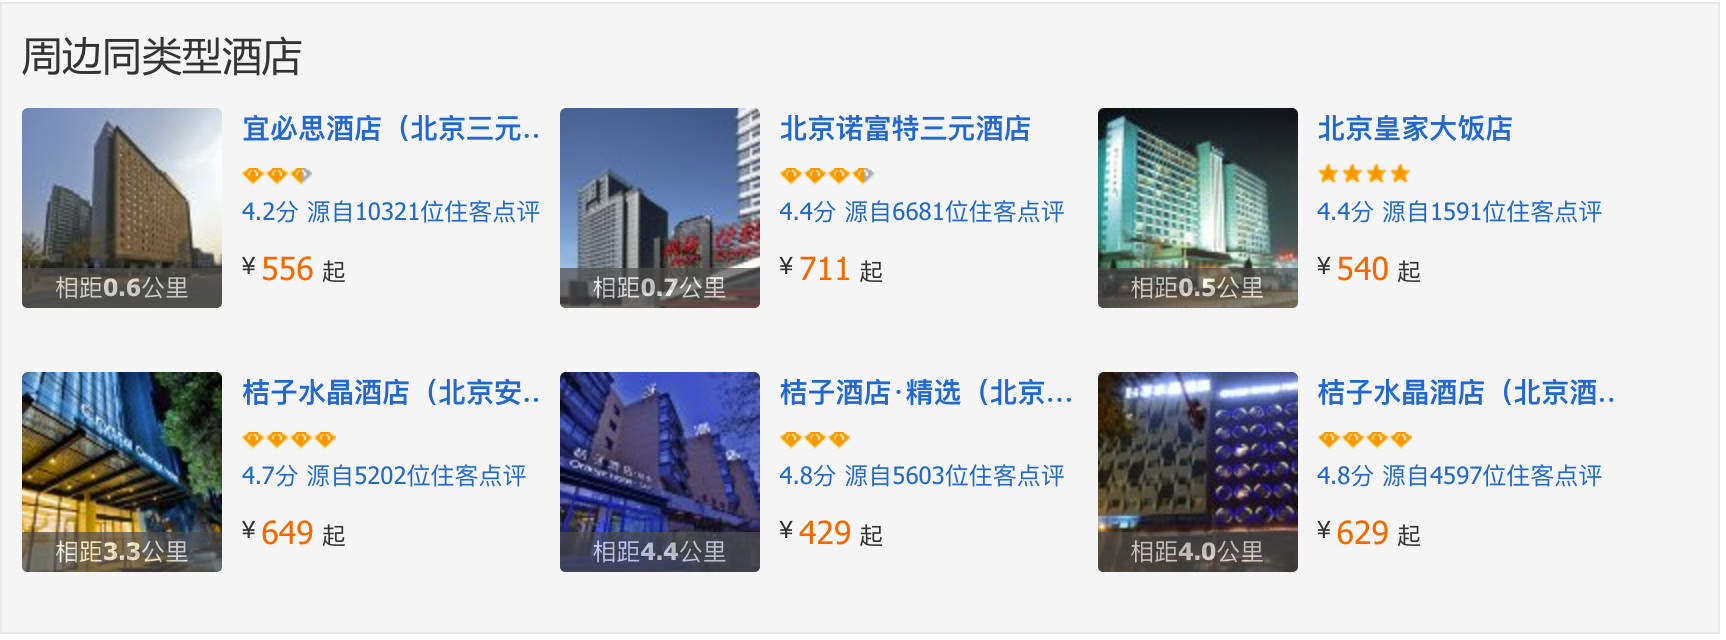 周边同类型酒店
宜必思酒店（北京三元..
4.2分 源自10321位住客点评
¥556 起
相距0.6公里
北京诺富特三元酒店
4.4分 源自6681位住客点评
¥711 起
相距0.7公里
北京皇家大饭店
4.4分 源自1591位住客点评
¥540 起
相距0.5公里
桔子水晶酒店（北京安..
4.7分 源自5202位住客点评
¥649 起
相距3.3公里
桔子酒店·精选（北京...
4.8分 源自5603位住客点评
¥429 起
相距4.4公里
桔子水晶酒店（北京酒..
4.8分 源自4597位住客点评
¥629 起
相距4.0公里